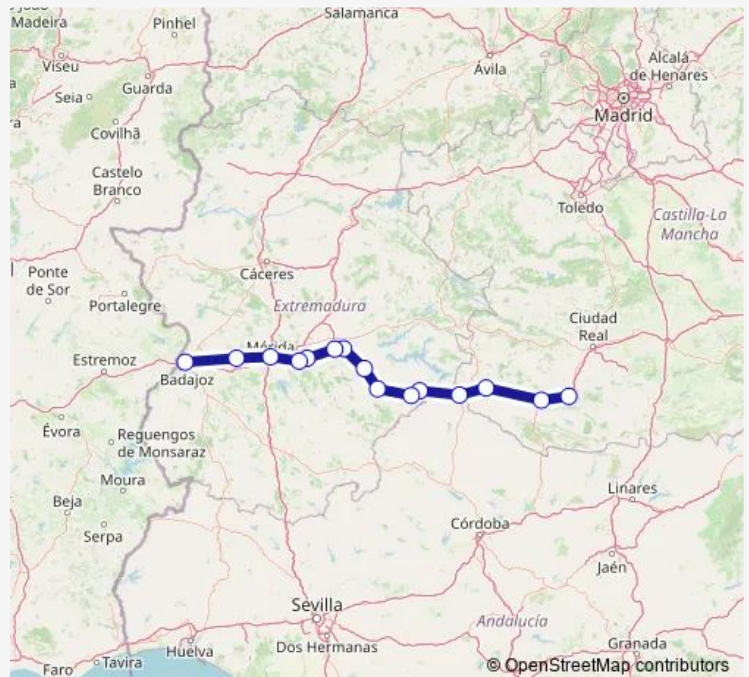 Salamanca
Madeira
Pinhel
Viseu
Guarda
Ávila
Alcalá
de Henares
Seia
Madrid
Covilhã
Castelo
Branco
Toledo
Castilla-La
Mancha
Cáceres
Ponte
de Sor
Portalegre
Extremadura
Ciudad
Real
Mérida
Estremoz
Badajoz
Évora
Reguengos
de Monsaraz
Moura
Linares
Beja
Córdoba
Serpa
Jaén
Sevilla
Andalucía
Huelva
Dos Hermanas
Granada
Faro
Tavira
© OpenStreetMap contributors